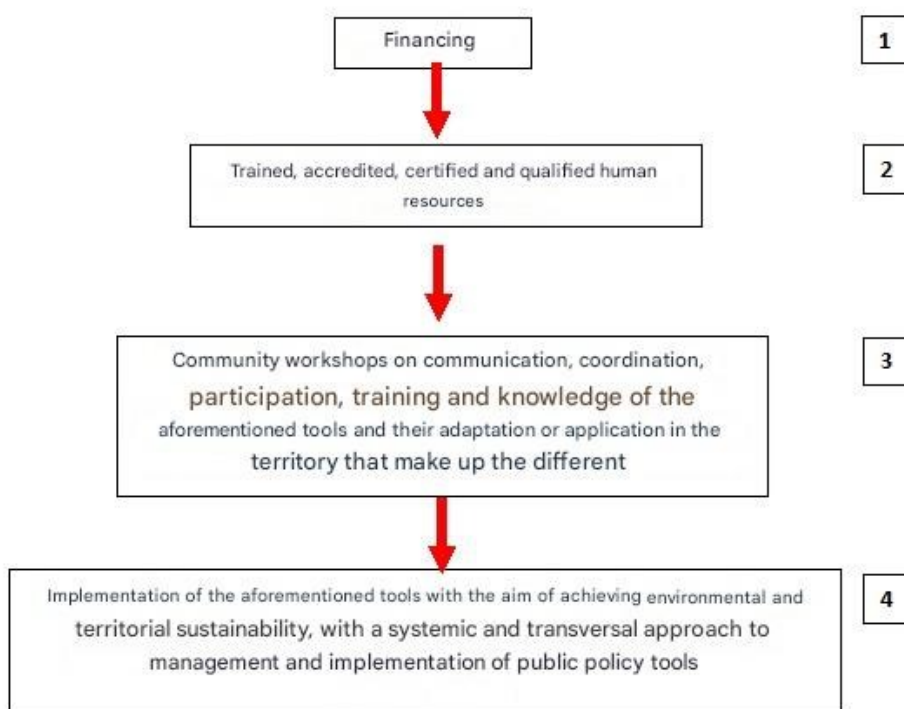 Financing
1
Trained, accredited, certified and qualified human
resources
2
Community workshops on communication, coordination,
participation, training and knowledge of the
aforementioned tools and their adaptation or application in the
territory that make up the different
3
Implementation of the aforementioned tools with the aim of achieving environmental and
territorial sustainability, with a systemic and transversal approach to
management and implementation of public policy tools
4